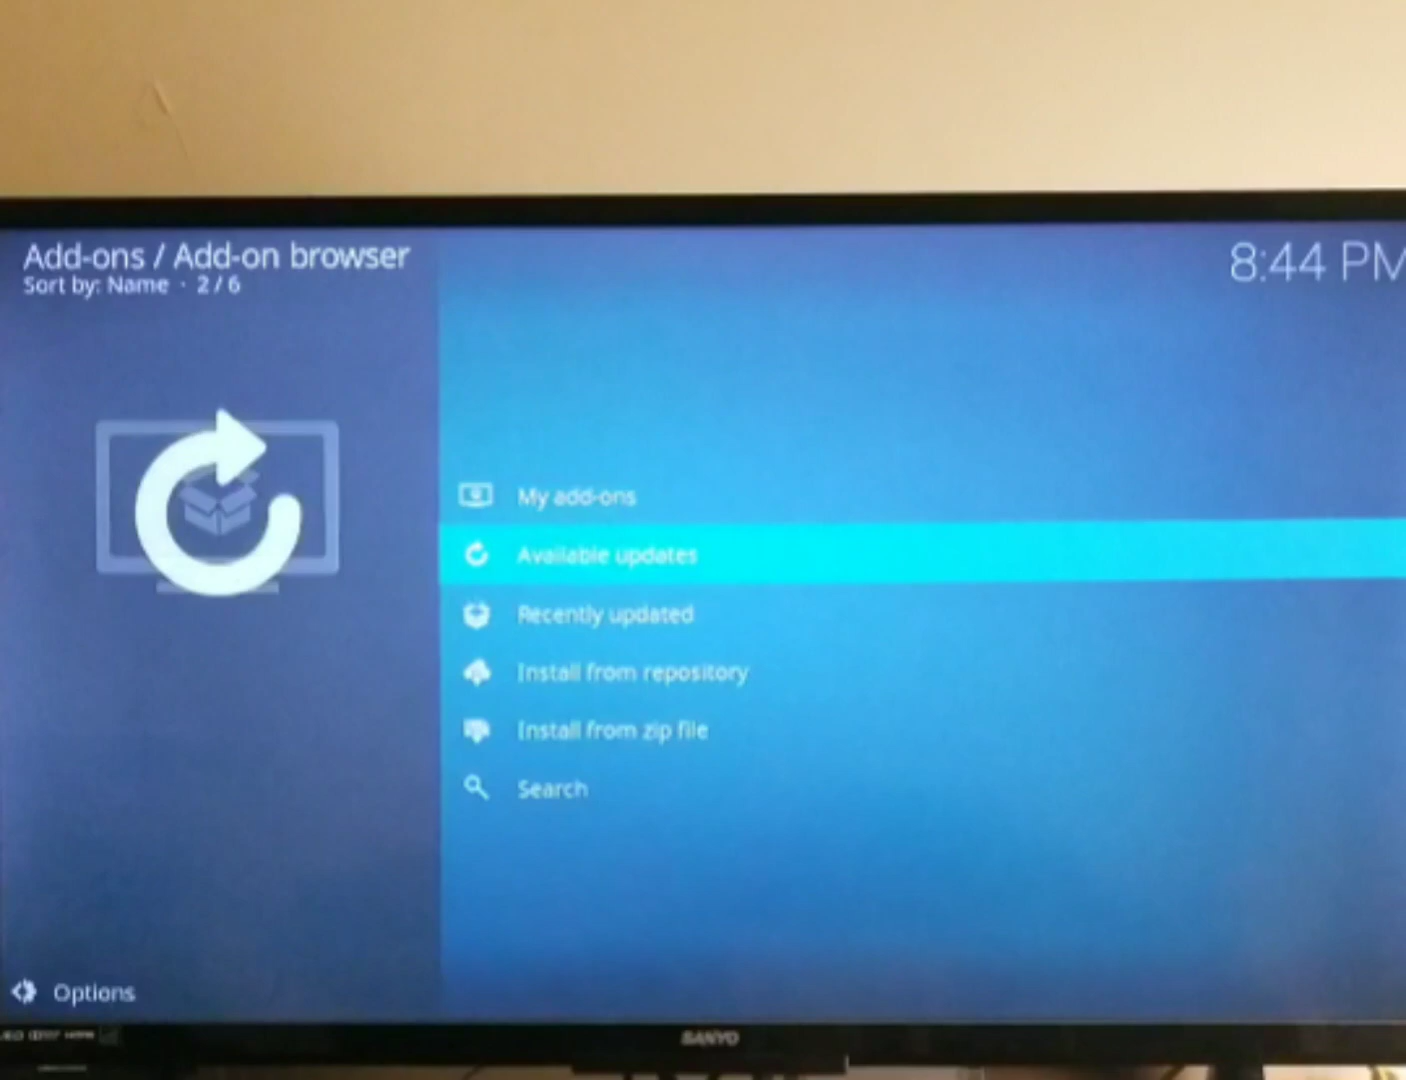 Add-ons / Add-on browser
Sort by: Name · 2 / 6
8:44 PM
My add-ons
Available updates
Recently updated
Install from repository
Install from zip file
Search
Options
SANYO